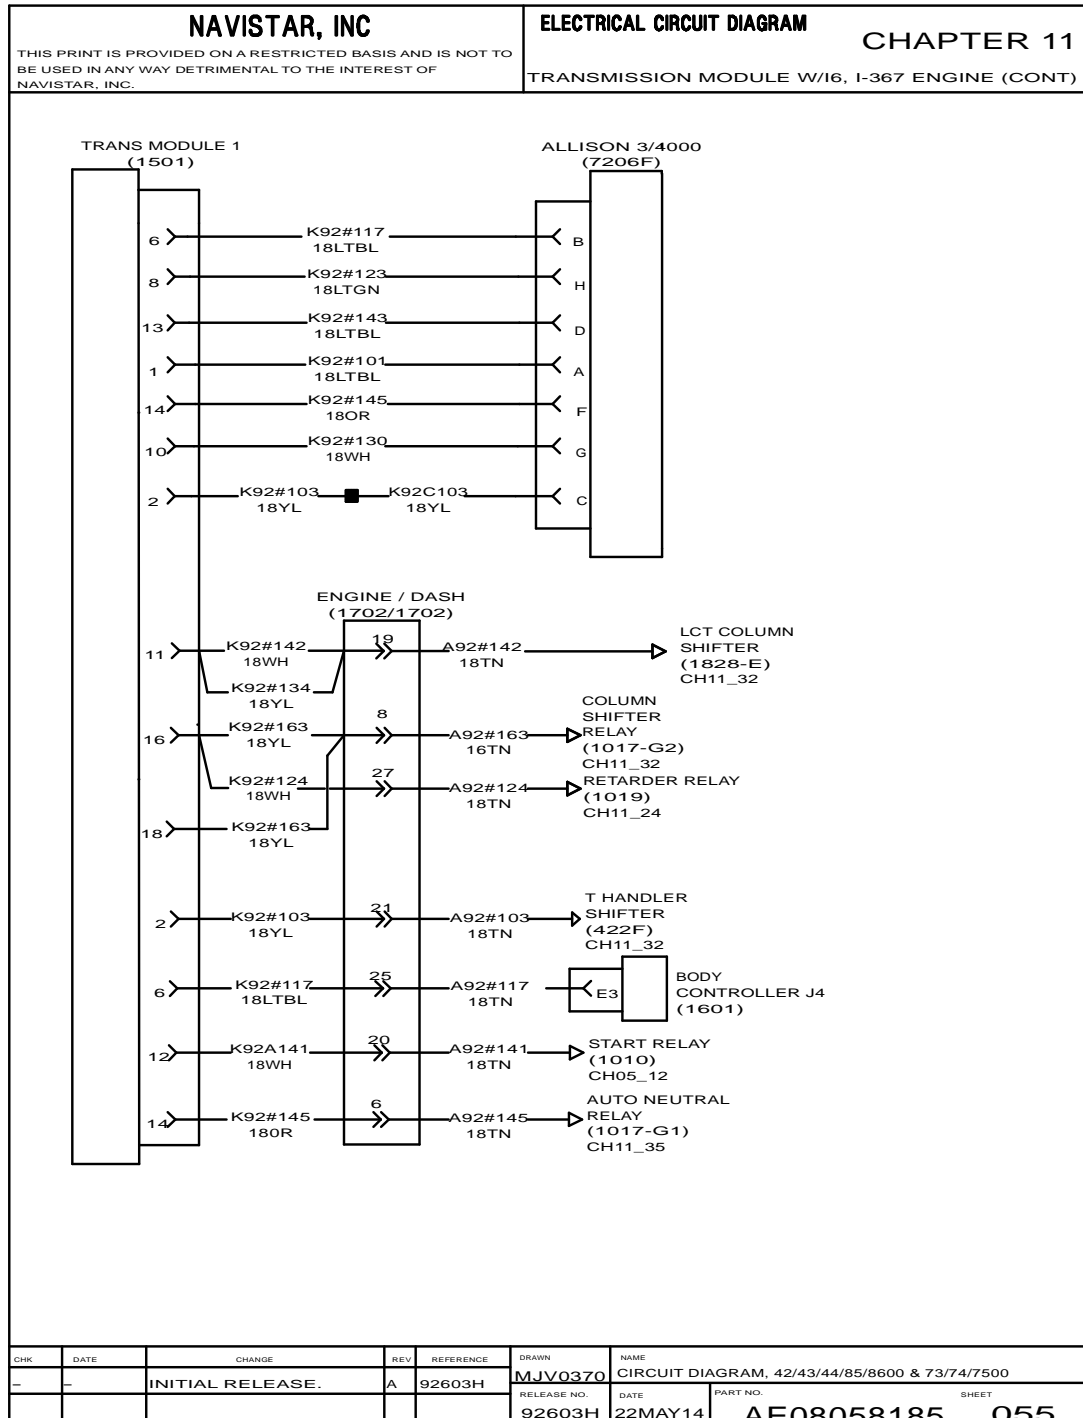 NAVISTAR, INC
THIS PRINT IS PROVIDED ON A RESTRICTED BASIS AND IS NOT TO
BE USED IN ANY WAY DETRIMENTAL TO THE INTEREST OF
NAVISTAR, INC.
ELECTRICAL CIRCUIT DIAGRAM
CHAPTER 11
TRANSMISSION MODULE W/I6, I-367 ENGINE (CONT)
TRANS MODULE 1
(1501)
ALLISON 3/4000
(7206F)
6 K92#117 B
18LTBL
8 K92#123 H
18LTGN
13 K92#143 D
18LTBL
1 K92#101 A
18LTBL
14 K92#145 F
18OR
10 K92#130 G
18WH
2 K92#103 K92C103 C
18YL 18YL
ENGINE / DASH
(1702/1702)
11 K92#142 19 A92#142
18WH 18TN
LCT COLUMN
SHIFTER
(1828-E)
CH11_32
K92#134
18YL
16 K92#163 8 A92#163
18YL 16TN
COLUMN
SHIFTER
RELAY
(1017-G2)
CH11_32
K92#124 27 A92#124
18WH 18TN
RETARDER RELAY
(1019)
CH11_24
18 K92#163
18YL
2 K92#103 21 A92#103
18YL 18TN
T HANDLER
SHIFTER
(422F)
CH11_32
6 K92#117 25 A92#117 E3
18LTBL 18TN
BODY
CONTROLLER J4
(1601)
12 K92A141 20 A92#141
18WH 18TN
START RELAY
(1010)
CH05_12
14 K92#145 6 A92#145
180R 18TN
AUTO NEUTRAL
RELAY
(1017-G1)
CH11_35
CHK DATE CHANGE REV REFERENCE
- - INITIAL RELEASE. A 92603H
DRAWN
MJV0370
NAME
CIRCUIT DIAGRAM, 42/43/44/85/8600 & 73/74/7500
RELEASE NO.
92603H
DATE
22MAY14
PART NO.
AE08058185
SHEET
055